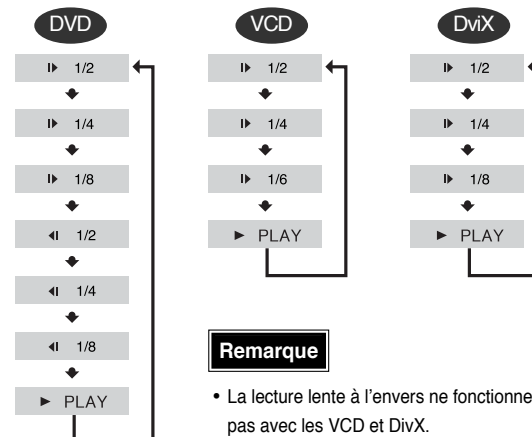 DVD
I▶ 1/2
I▶ 1/4
I▶ 1/8
◀I 1/2
◀I 1/4
◀I 1/8
► PLAY
VCD
I▶ 1/2
I▶ 1/4
I▶ 1/6
► PLAY
DviX
I▶ 1/2
I▶ 1/4
I▶ 1/8
► PLAY
Remarque
• La lecture lente à l’envers ne fonctionne
pas avec les VCD et DivX.